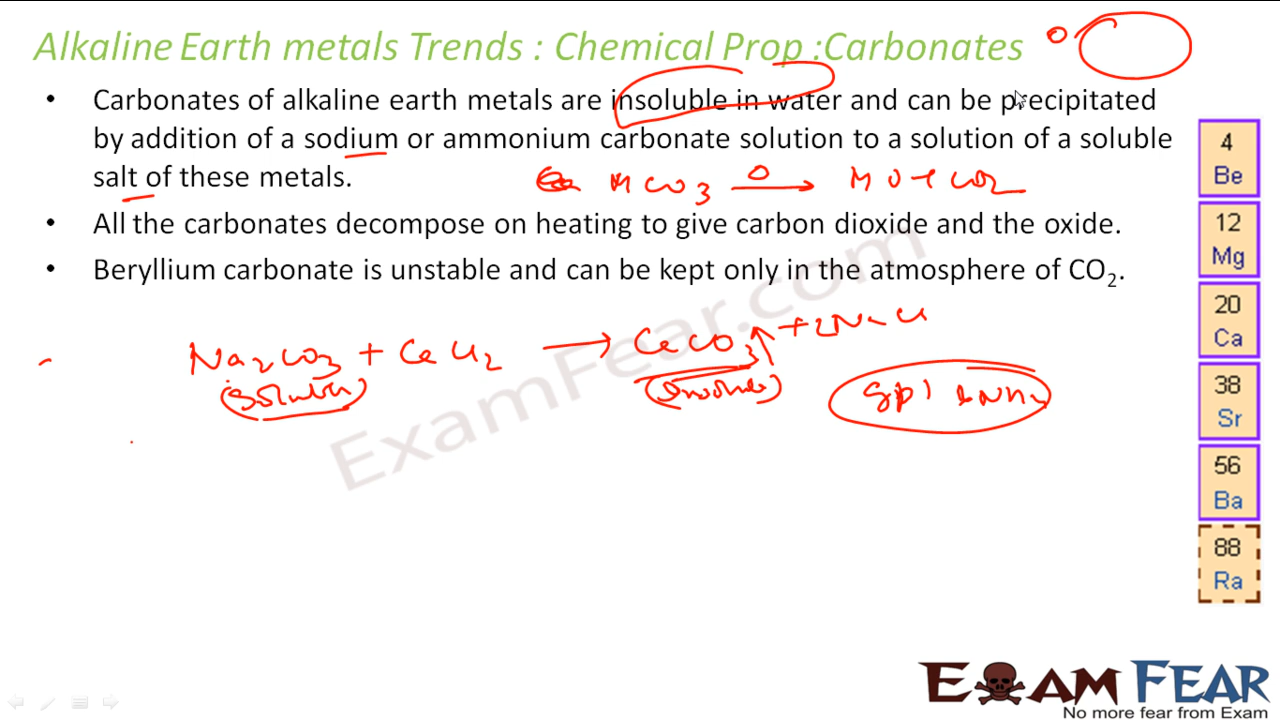 Alkaline Earth metals Trends : Chemical Prop :Carbonates
• Carbonates of alkaline earth metals are insoluble in water and can be precipitated
by addition of a sodium or ammonium carbonate solution to a solution of a soluble
salt of these metals.
MCO3 → MO + CO2
• All the carbonates decompose on heating to give carbon dioxide and the oxide.
• Beryllium carbonate is unstable and can be kept only in the atmosphere of CO2.
Na2CO3 + CaCl2 → CaCO3 + 2NaCl
(Soluble)
Gp1
ExamFear.com
4
Be
12
Mg
20
Ca
38
Sr
56
Ba
88
Ra
EXAM FEAR
No more fear from Exam